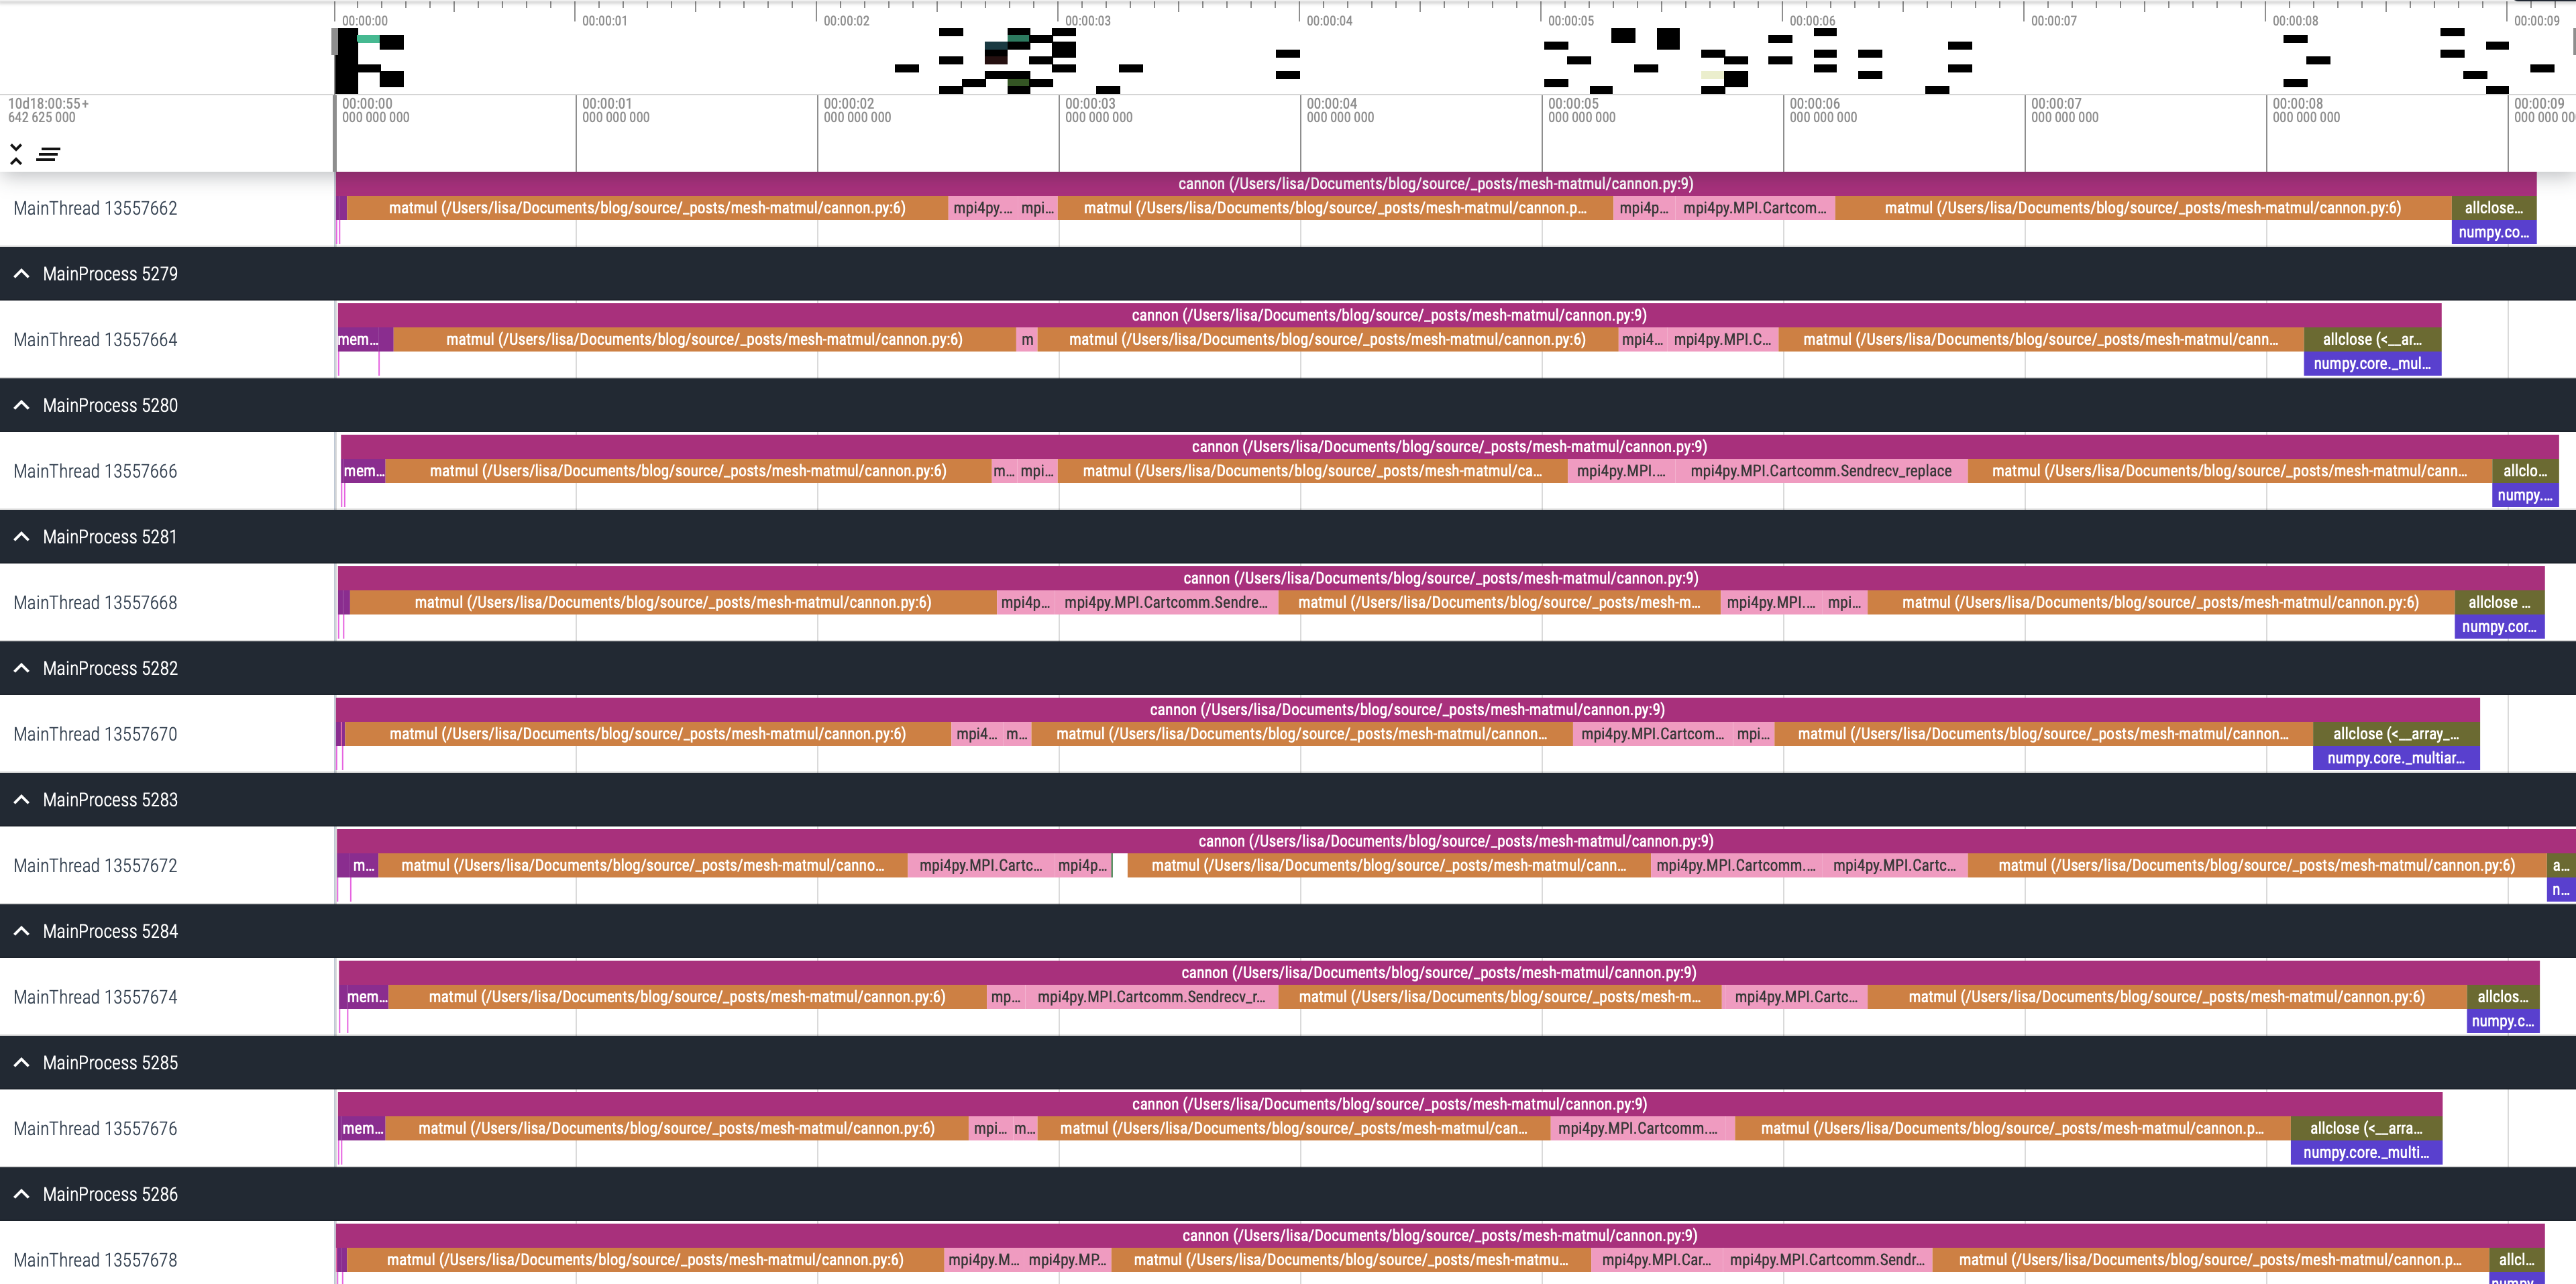 00:00:00 00:00:01 00:00:02 00:00:03 00:00:04 00:00:05 00:00:06 00:00:07 00:00:08 00:00:09
10d18:00:55+ 00:00:00 00:00:01 00:00:02 00:00:03 00:00:04 00:00:05 00:00:06 00:00:07 00:00:08 00:00:09
642 625 000 000 000 000 000 000 000 000 000 000 000 000 000 000 000 000 000 000 000 000 000 000 000 000 000 000 000 000 000 000 00
cannon (/Users/lisa/Documents/blog/source/_posts/mesh-matmul/cannon.py:9)
MainThread 13557662 matmul (/Users/lisa/Documents/blog/source/_posts/mesh-matmul/cannon.py:6) mpi4py.… mpi… matmul (/Users/lisa/Documents/blog/source/_posts/mesh-matmul/cannon.p… mpi4p… mpi4py.MPI.Cartcom… matmul (/Users/lisa/Documents/blog/source/_posts/mesh-matmul/cannon.py:6) allclose…
numpy.co…
MainProcess 5279
cannon (/Users/lisa/Documents/blog/source/_posts/mesh-matmul/cannon.py:9)
MainThread 13557664 mem… matmul (/Users/lisa/Documents/blog/source/_posts/mesh-matmul/cannon.py:6) m matmul (/Users/lisa/Documents/blog/source/_posts/mesh-matmul/cannon.py:6) mpi4… mpi4py.MPI.C… matmul (/Users/lisa/Documents/blog/source/_posts/mesh-matmul/cann… allclose (<__ar…
numpy.core._mul…
MainProcess 5280
cannon (/Users/lisa/Documents/blog/source/_posts/mesh-matmul/cannon.py:9)
MainThread 13557666 mem… matmul (/Users/lisa/Documents/blog/source/_posts/mesh-matmul/cannon.py:6) m… mpi… matmul (/Users/lisa/Documents/blog/source/_posts/mesh-matmul/ca… mpi4py.MPI.… mpi4py.MPI.Cartcomm.Sendrecv_replace matmul (/Users/lisa/Documents/blog/source/_posts/mesh-matmul/cann… allclo…
numpy.…
MainProcess 5281
cannon (/Users/lisa/Documents/blog/source/_posts/mesh-matmul/cannon.py:9)
MainThread 13557668 matmul (/Users/lisa/Documents/blog/source/_posts/mesh-matmul/cannon.py:6) mpi4p… mpi4py.MPI.Cartcomm.Sendre… matmul (/Users/lisa/Documents/blog/source/_posts/mesh-m… mpi4py.MPI.… mpi… matmul (/Users/lisa/Documents/blog/source/_posts/mesh-matmul/cannon.py:6) allclose …
numpy.cor…
MainProcess 5282
cannon (/Users/lisa/Documents/blog/source/_posts/mesh-matmul/cannon.py:9)
MainThread 13557670 matmul (/Users/lisa/Documents/blog/source/_posts/mesh-matmul/cannon.py:6) mpi4… m… matmul (/Users/lisa/Documents/blog/source/_posts/mesh-matmul/cannon… mpi4py.MPI.Cartcom… mpi… matmul (/Users/lisa/Documents/blog/source/_posts/mesh-matmul/cannon… allclose (<__array_…
numpy.core._multiar…
MainProcess 5283
cannon (/Users/lisa/Documents/blog/source/_posts/mesh-matmul/cannon.py:9)
MainThread 13557672 m… matmul (/Users/lisa/Documents/blog/source/_posts/mesh-matmul/canno… mpi4py.MPI.Cartc… mpi4p… matmul (/Users/lisa/Documents/blog/source/_posts/mesh-matmul/cann… mpi4py.MPI.Cartcomm.… mpi4py.MPI.Cartc… matmul (/Users/lisa/Documents/blog/source/_posts/mesh-matmul/cannon.py:6) a…
n…
MainProcess 5284
cannon (/Users/lisa/Documents/blog/source/_posts/mesh-matmul/cannon.py:9)
MainThread 13557674 mem… matmul (/Users/lisa/Documents/blog/source/_posts/mesh-matmul/cannon.py:6) mp… mpi4py.MPI.Cartcomm.Sendrecv_r… matmul (/Users/lisa/Documents/blog/source/_posts/mesh-m… mpi4py.MPI.Cartc… matmul (/Users/lisa/Documents/blog/source/_posts/mesh-matmul/cannon.py:6) allclos…
numpy.c…
MainProcess 5285
cannon (/Users/lisa/Documents/blog/source/_posts/mesh-matmul/cannon.py:9)
MainThread 13557676 mem… matmul (/Users/lisa/Documents/blog/source/_posts/mesh-matmul/cannon.py:6) mpi… m… matmul (/Users/lisa/Documents/blog/source/_posts/mesh-matmul/can… mpi4py.MPI.Cartcomm.… matmul (/Users/lisa/Documents/blog/source/_posts/mesh-matmul/cannon.p… allclose (<__arra…
numpy.core._multi…
MainProcess 5286
cannon (/Users/lisa/Documents/blog/source/_posts/mesh-matmul/cannon.py:9)
MainThread 13557678 matmul (/Users/lisa/Documents/blog/source/_posts/mesh-matmul/cannon.py:6) mpi4py.M… mpi4py.MP… matmul (/Users/lisa/Documents/blog/source/_posts/mesh-matmu… mpi4py.MPI.Car… mpi4py.MPI.Cartcomm.Sendr… matmul (/Users/lisa/Documents/blog/source/_posts/mesh-matmul/cannon.p… allcl…